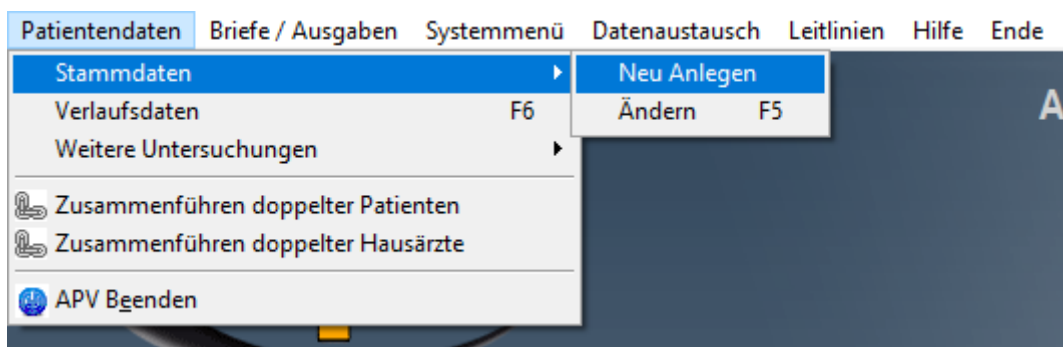 Patientendaten Briefe / Ausgaben Systemmenü Datenaustausch Leitlinien Hilfe Ende
Stammdaten
Neu Anlegen
Verlaufsdaten F6
Ändern F5
Weitere Untersuchungen
Zusammenführen doppelter Patienten
Zusammenführen doppelter Hausärzte
APV Beenden
A